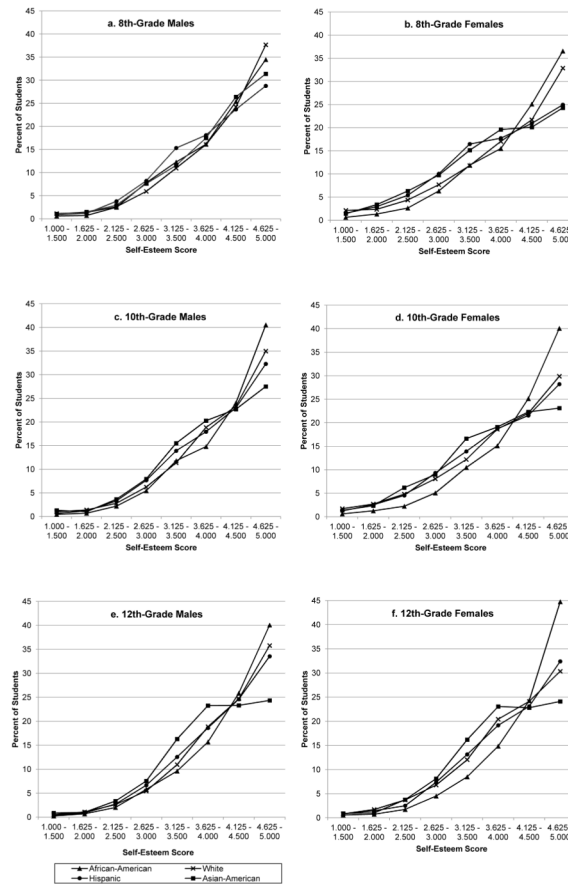 a. 8th-Grade Males
Percent of Students
45
40
35
30
25
20
15
10
5
0
1.000 - 1.625 - 2.125 - 2.625 - 3.125 - 3.625 - 4.125 - 4.625 -
1.500 2.000 2.500 3.000 3.500 4.000 4.500 5.000
Self-Esteem Score
b. 8th-Grade Females
Percent of Students
45
40
35
30
25
20
15
10
5
0
1.000 - 1.625 - 2.125 - 2.625 - 3.125 - 3.625 - 4.125 - 4.625 -
1.500 2.000 2.500 3.000 3.500 4.000 4.500 5.000
Self-Esteem Score
c. 10th-Grade Males
Percent of Students
45
40
35
30
25
20
15
10
5
0
1.000 - 1.625 - 2.125 - 2.625 - 3.125 - 3.625 - 4.125 - 4.625 -
1.500 2.000 2.500 3.000 3.500 4.000 4.500 5.000
Self-Esteem Score
d. 10th-Grade Females
Percent of Students
45
40
35
30
25
20
15
10
5
0
1.000 - 1.625 - 2.125 - 2.625 - 3.125 - 3.625 - 4.125 - 4.625 -
1.500 2.000 2.500 3.000 3.500 4.000 4.500 5.000
Self-Esteem Score
e. 12th-Grade Males
Percent of Students
45
40
35
30
25
20
15
10
5
0
1.000 - 1.625 - 2.125 - 2.625 - 3.125 - 3.625 - 4.125 - 4.625 -
1.500 2.000 2.500 3.000 3.500 4.000 4.500 5.000
Self-Esteem Score
f. 12th-Grade Females
Percent of Students
45
40
35
30
25
20
15
10
5
0
1.000 - 1.625 - 2.125 - 2.625 - 3.125 - 3.625 - 4.125 - 4.625 -
1.500 2.000 2.500 3.000 3.500 4.000 4.500 5.000
Self-Esteem Score
African-American White
Hispanic Asian-American